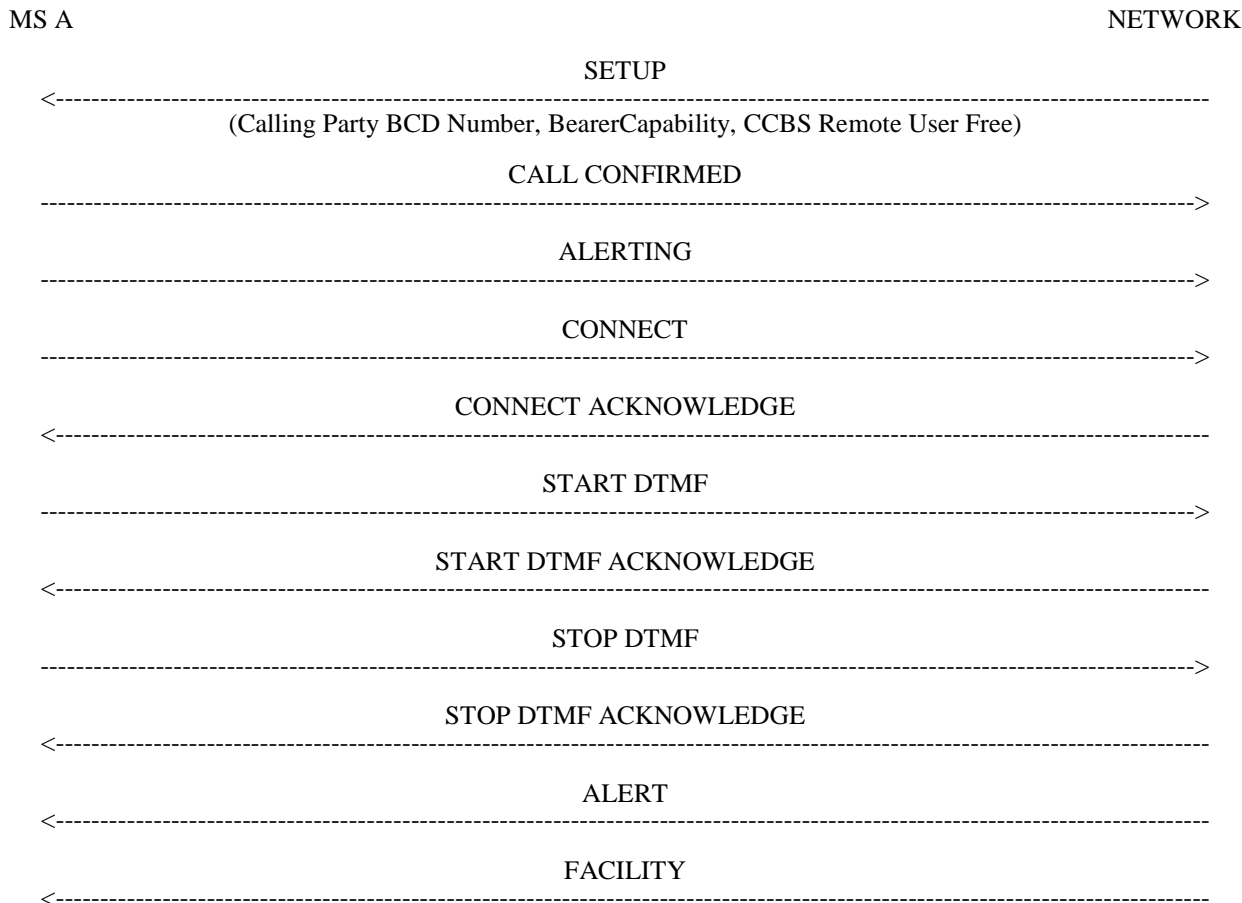 MS A NETWORK
SETUP
<------------------------------------------------------------------------------------------------------------------------------------
(Calling Party BCD Number, BearerCapability, CCBS Remote User Free)
CALL CONFIRMED
------------------------------------------------------------------------------------------------------------------------------------>
ALERTING
------------------------------------------------------------------------------------------------------------------------------------>
CONNECT
------------------------------------------------------------------------------------------------------------------------------------>
CONNECT ACKNOWLEDGE
<------------------------------------------------------------------------------------------------------------------------------------
START DTMF
------------------------------------------------------------------------------------------------------------------------------------>
START DTMF ACKNOWLEDGE
<------------------------------------------------------------------------------------------------------------------------------------
STOP DTMF
------------------------------------------------------------------------------------------------------------------------------------>
STOP DTMF ACKNOWLEDGE
<------------------------------------------------------------------------------------------------------------------------------------
ALERT
<------------------------------------------------------------------------------------------------------------------------------------
FACILITY
<------------------------------------------------------------------------------------------------------------------------------------